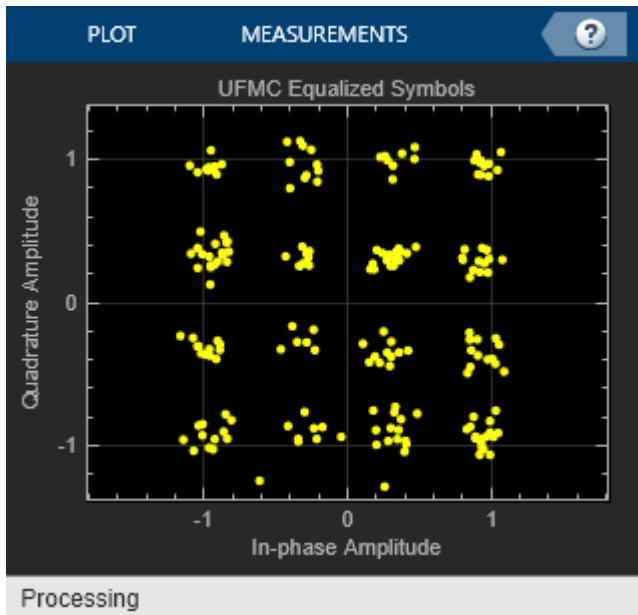 PLOT MEASUREMENTS ?
UFMC Equalized Symbols
1
0
-1
Quadrature Amplitude
-1 0 1
In-phase Amplitude
Processing